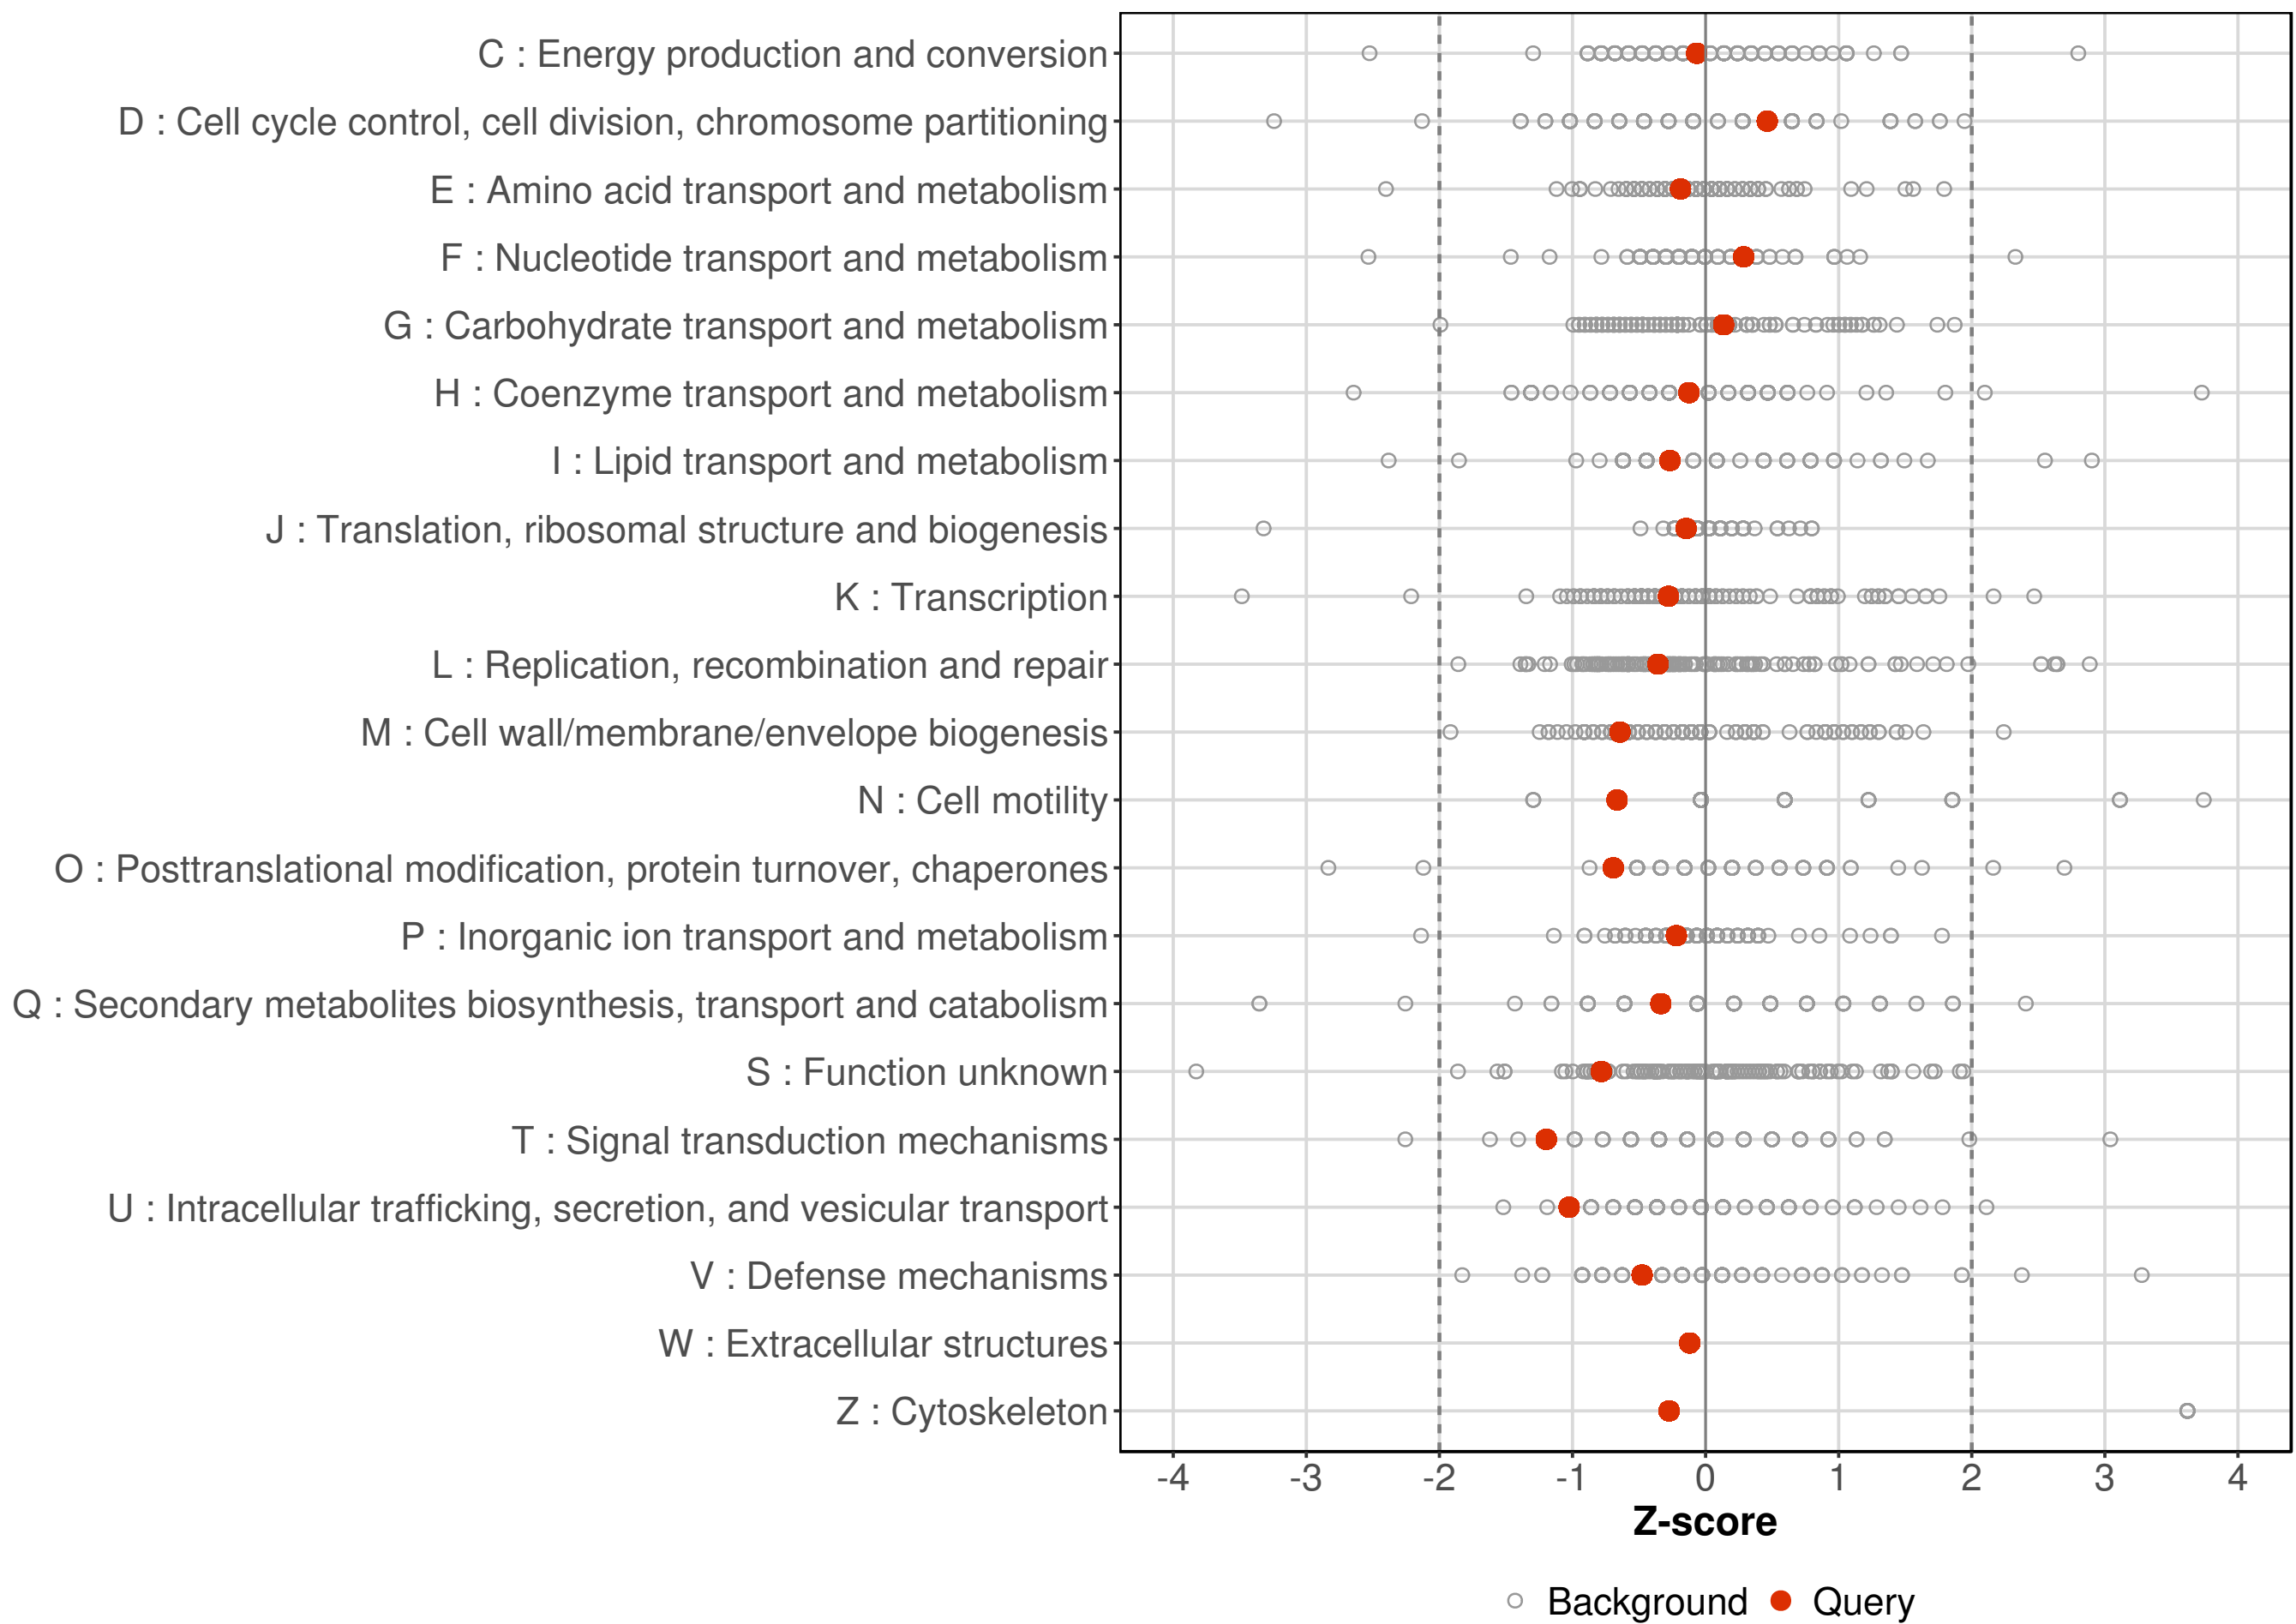 C : Energy production and conversion
D : Cell cycle control, cell division, chromosome partitioning
E : Amino acid transport and metabolism
F : Nucleotide transport and metabolism
G : Carbohydrate transport and metabolism
H : Coenzyme transport and metabolism
I : Lipid transport and metabolism
J : Translation, ribosomal structure and biogenesis
K : Transcription
L : Replication, recombination and repair
M : Cell wall/membrane/envelope biogenesis
N : Cell motility
O : Posttranslational modification, protein turnover, chaperones
P : Inorganic ion transport and metabolism
Q : Secondary metabolites biosynthesis, transport and catabolism
S : Function unknown
T : Signal transduction mechanisms
U : Intracellular trafficking, secretion, and vesicular transport
V : Defense mechanisms
W : Extracellular structures
Z : Cytoskeleton
-4 -3 -2 -1 0 1 2 3 4
Z-score
Background Query